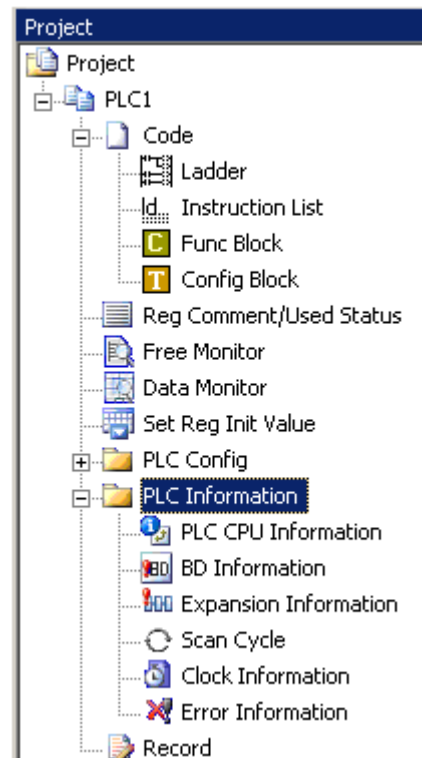 Project
Project
PLC1
Code
Ladder
ld... Instruction List
C Func Block
T Config Block
Reg Comment/Used Status
Free Monitor
Data Monitor
Set Reg Init Value
PLC Config
PLC Information
PLC CPU Information
BD BD Information
Expansion Information
Scan Cycle
Clock Information
Error Information
Record